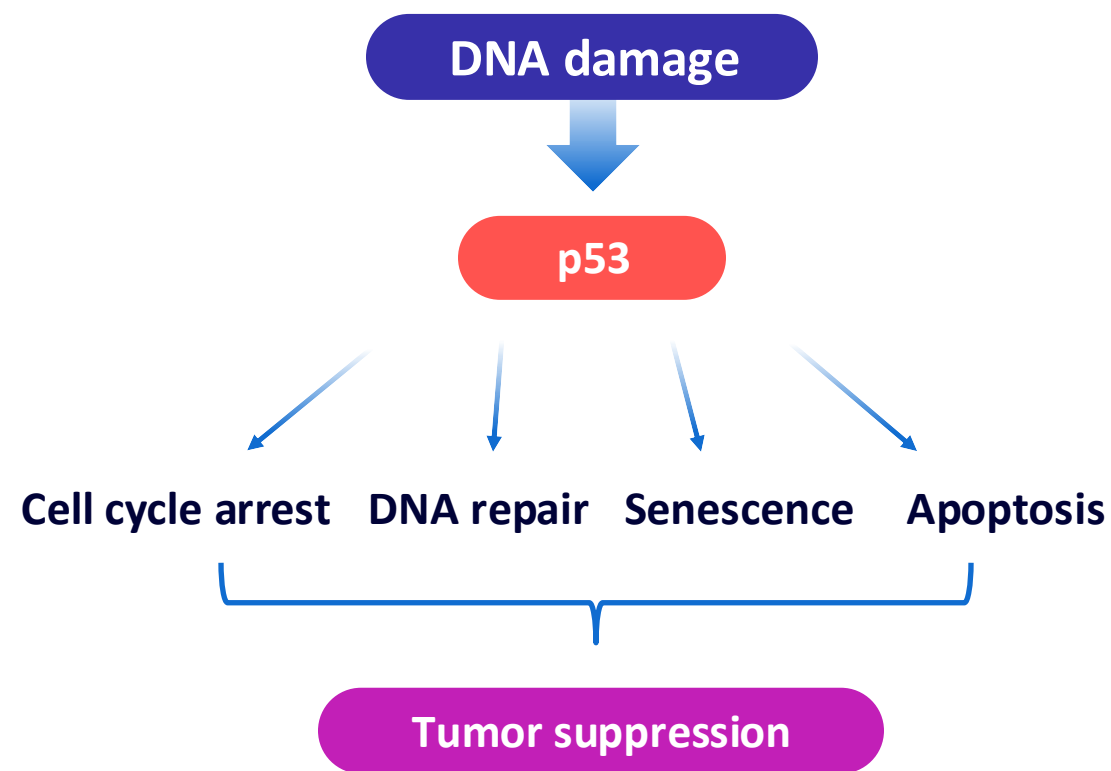 DNA damage
p53
Cell cycle arrest DNA repair Senescence Apoptosis
Tumor suppression